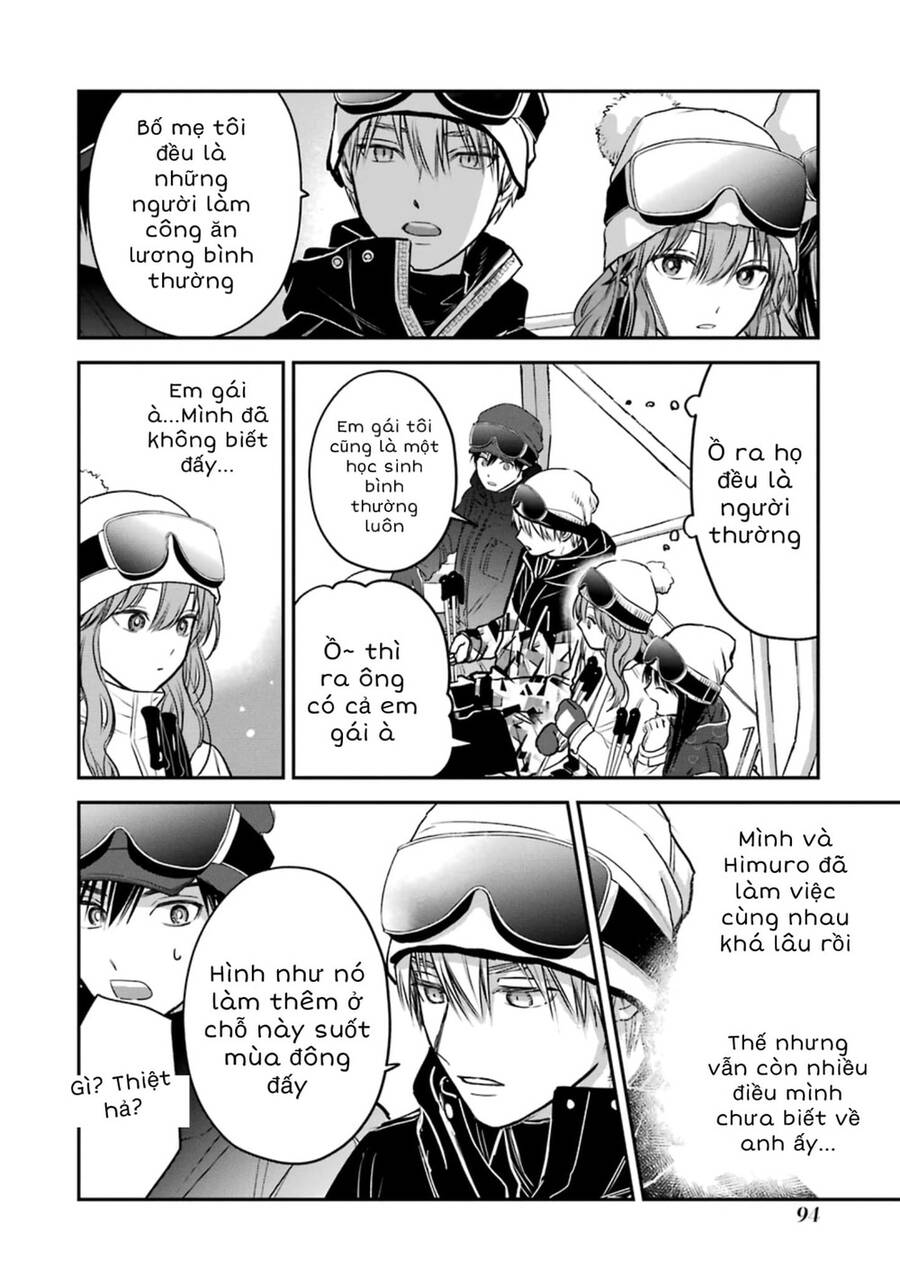 Bố mẹ tôi
đều là
những
người làm
công ăn
lương bình
thường
Ồ ra họ
đều là
người
thường
Em gái tôi
cũng là một
học sinh
bình
thường
luôn
Ồ~ thì
ra ông
có cả em
gái à
Em gái
à...Mình đã
không biết
đấy...
Mình và
Himuro đã
làm việc
cùng nhau
khá lâu rồi
Thế nhưng
vẫn còn nhiều
điều mình
chưa biết về
anh ấy...
Hình như nó
làm thêm ở
chỗ này suốt
mùa đông
đấy
Gì? Thiệt
hả?
94